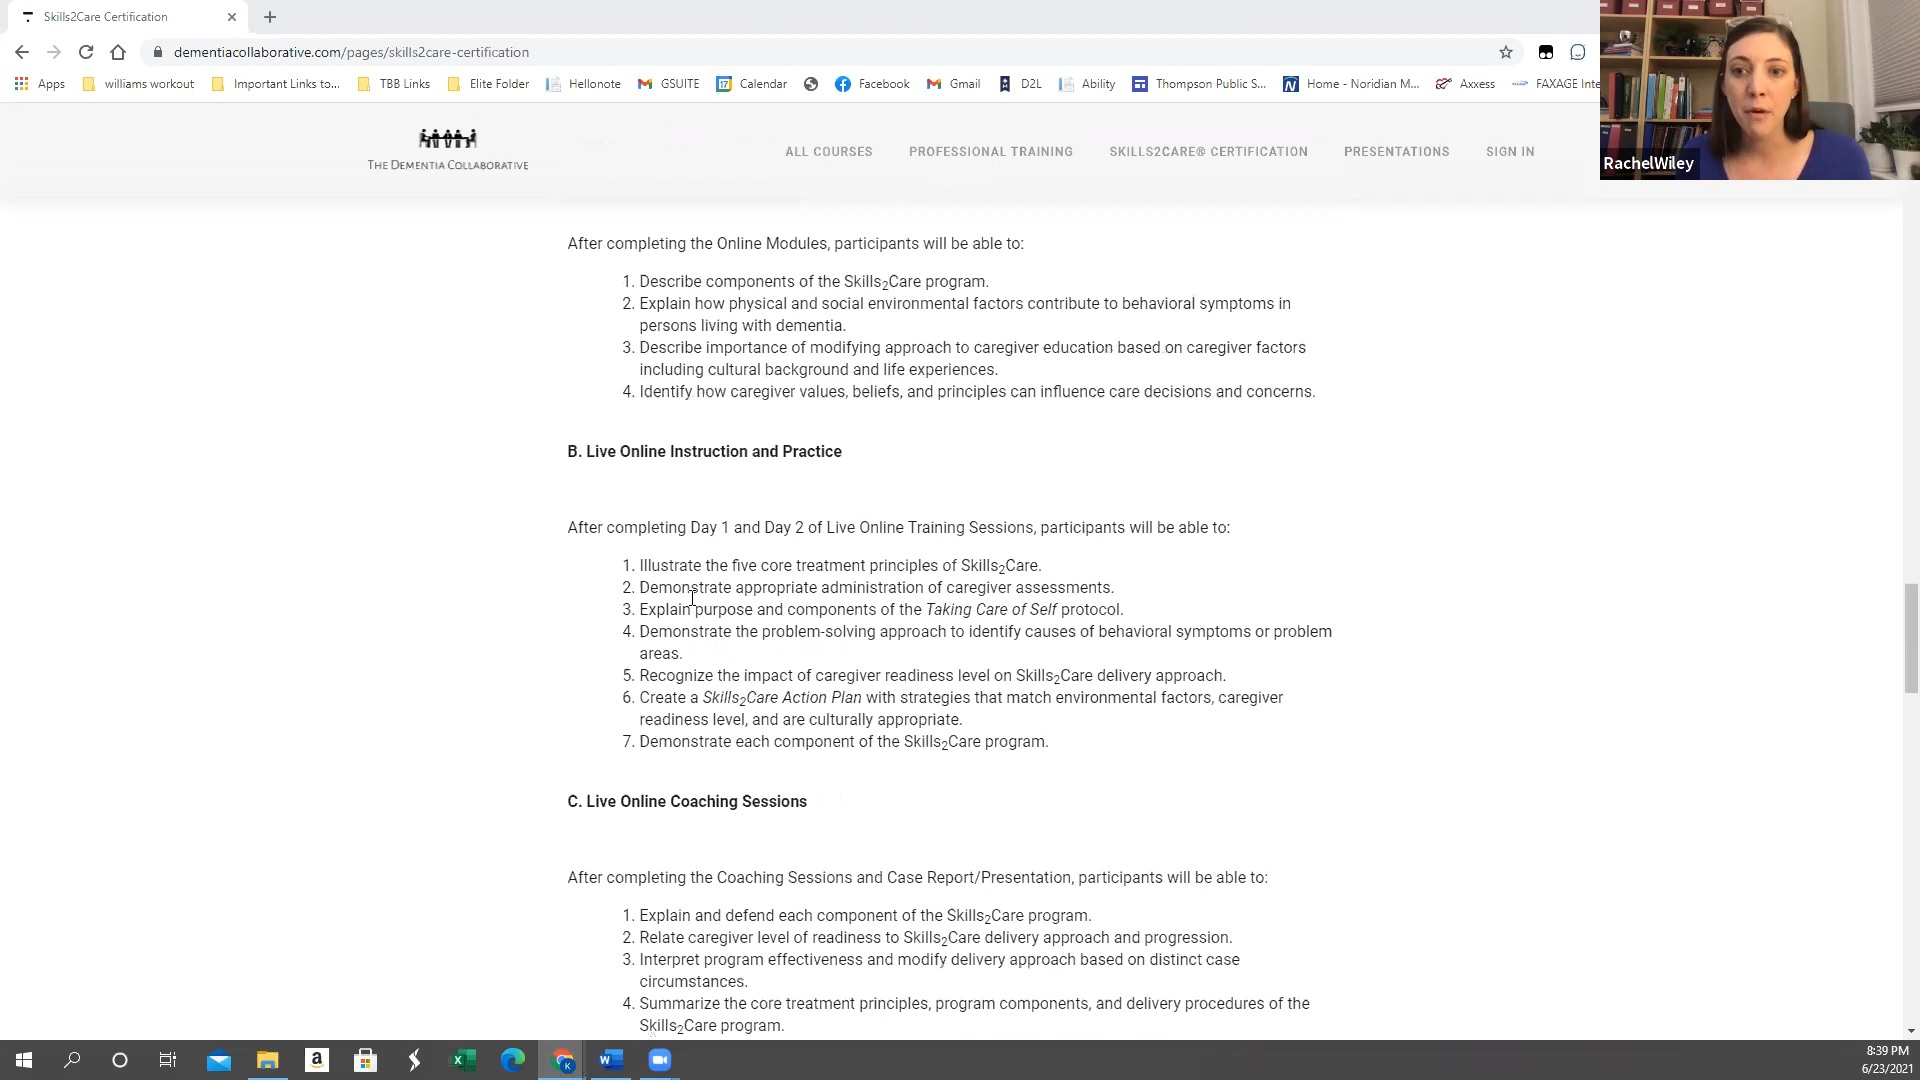 Skills2Care Certification
dementiacollaborative.com/pages/skills2care-certification
Apps williams workout Important Links to... TBB Links Elite Folder Hellonote GSUITE Calendar Facebook Gmail D2L Ability Thompson Public S... Home - Noridian M... Axxess FAXAGE Inte
RachelWiley
THE DEMENTIA COLLABORATIVE
ALL COURSES PROFESSIONAL TRAINING SKILLS2CARE® CERTIFICATION PRESENTATIONS SIGN IN
After completing the Online Modules, participants will be able to:
1. Describe components of the Skills₂Care program.
2. Explain how physical and social environmental factors contribute to behavioral symptoms in
persons living with dementia.
3. Describe importance of modifying approach to caregiver education based on caregiver factors
including cultural background and life experiences.
4. Identify how caregiver values, beliefs, and principles can influence care decisions and concerns.
B. Live Online Instruction and Practice
After completing Day 1 and Day 2 of Live Online Training Sessions, participants will be able to:
1. Illustrate the five core treatment principles of Skills₂Care.
2. Demonstrate appropriate administration of caregiver assessments.
3. Explain purpose and components of the Taking Care of Self protocol.
4. Demonstrate the problem-solving approach to identify causes of behavioral symptoms or problem
areas.
5. Recognize the impact of caregiver readiness level on Skills₂Care delivery approach.
6. Create a Skills₂Care Action Plan with strategies that match environmental factors, caregiver
readiness level, and are culturally appropriate.
7. Demonstrate each component of the Skills₂Care program.
C. Live Online Coaching Sessions
After completing the Coaching Sessions and Case Report/Presentation, participants will be able to:
1. Explain and defend each component of the Skills₂Care program.
2. Relate caregiver level of readiness to Skills₂Care delivery approach and progression.
3. Interpret program effectiveness and modify delivery approach based on distinct case
circumstances.
4. Summarize the core treatment principles, program components, and delivery procedures of the
Skills₂Care program.
8:39 PM
6/23/2021